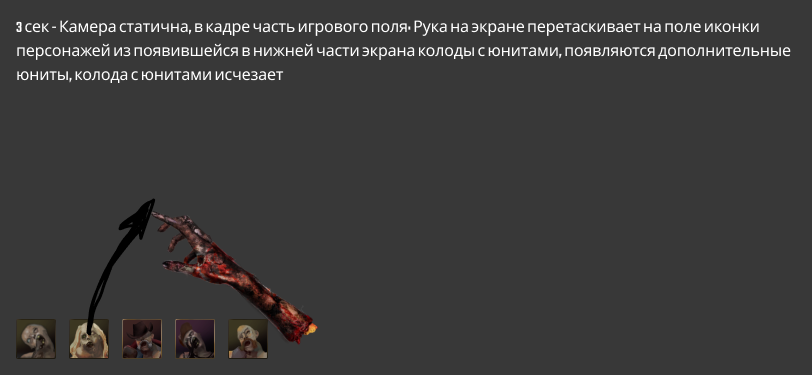 3 сек - Камера статична, в кадре часть игрового поля. Рука на экране перетаскивает на поле иконки
персонажей из появившейся в нижней части экрана колоды с юнитами, появляются дополнительные
юниты, колода с юнитами исчезает